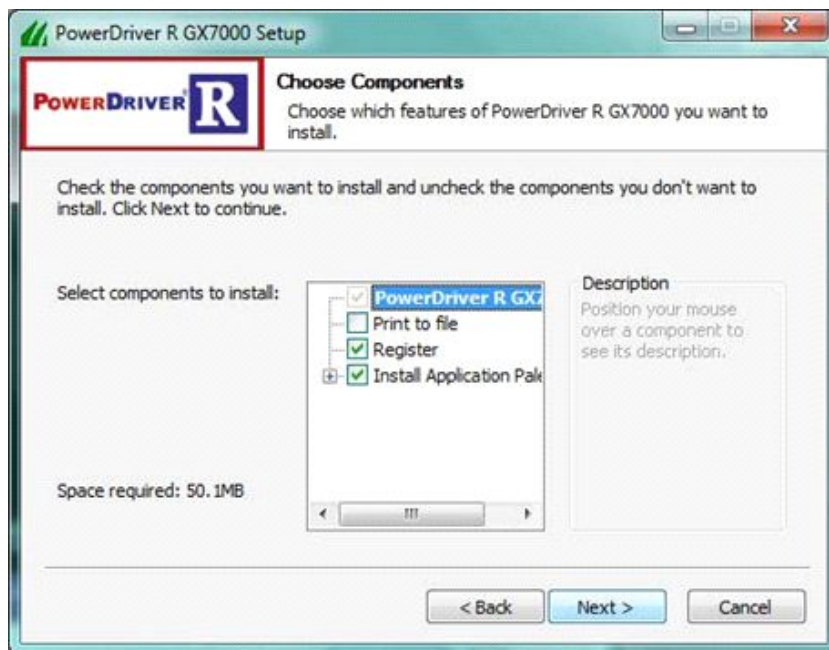 PowerDriver R GX7000 Setup
POWERDRIVER R
Choose Components
Choose which features of PowerDriver R GX7000 you want to
install.
Check the components you want to install and uncheck the components you don't want to
install. Click Next to continue.
Select components to install:
PowerDriver R GX7
Print to file
Register
Install Application Pale
Description
Position your mouse
over a component to
see its description.
Space required: 50.1MB
< Back
Next >
Cancel